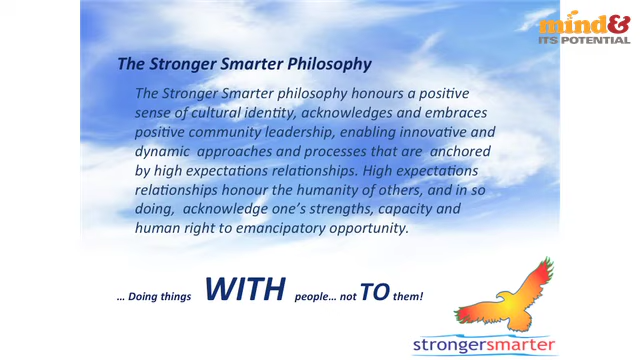 mind&
ITS POTENTIAL
The Stronger Smarter Philosophy
The Stronger Smarter philosophy honours a positive
sense of cultural identity, acknowledges and embraces
positive community leadership, enabling innovative and
dynamic approaches and processes that are anchored
by high expectations relationships. High expectations
relationships honour the humanity of others, and in so
doing, acknowledge one's strengths, capacity and
human right to emancipatory opportunity.
... Doing things WITH people... not TO them!
strongersmarter